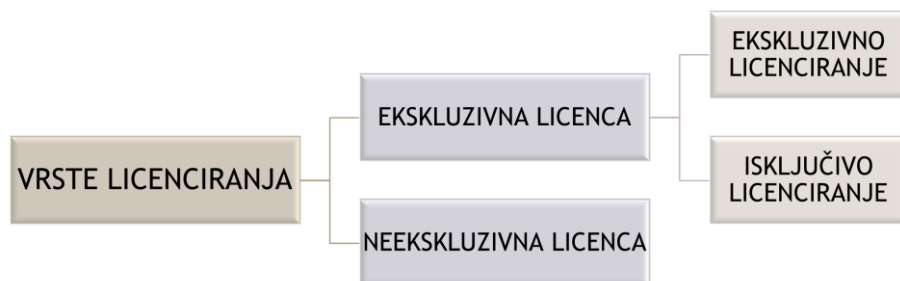 VRSTE LICENCIRANJA
EKSKLUZIVNA LICENCA
EKSKLUZIVNO
LICENCIRANJE
ISKLJUČIVO
LICENCIRANJE
NEEKSKLUZIVNA LICENCA